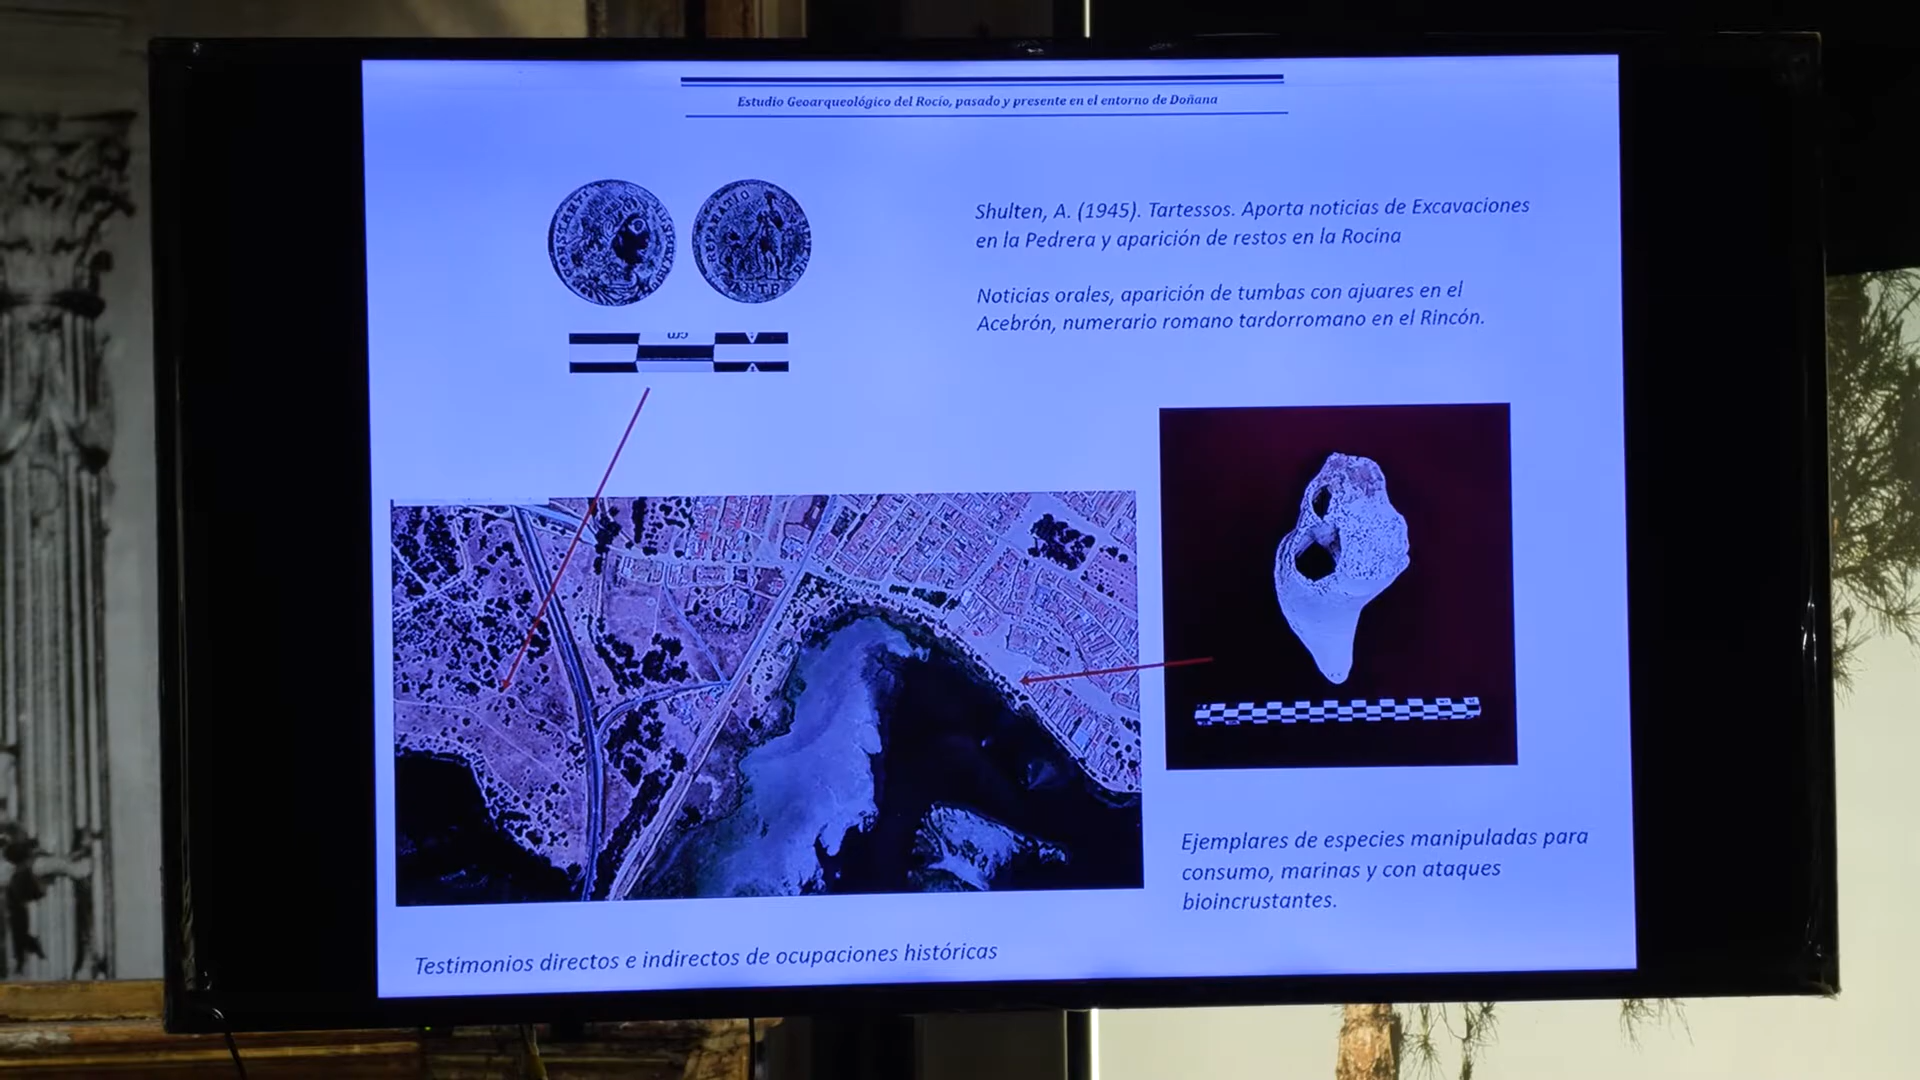 Estudio Geoarqueológico del Rocío, pasado y presente en el entorno de Doñana
Shulten, A. (1945). Tartessos. Aporta noticias de Excavaciones
en la Pedrera y aparición de restos en la Rocina
Noticias orales, aparición de tumbas con ajuares en el
Acebrón, numerario romano tardorromano en el Rincón.
REPARATIO
cm
Ejemplares de especies manipuladas para
consumo, marinas y con ataques
bioincrustantes.
Testimonios directos e indirectos de ocupaciones históricas